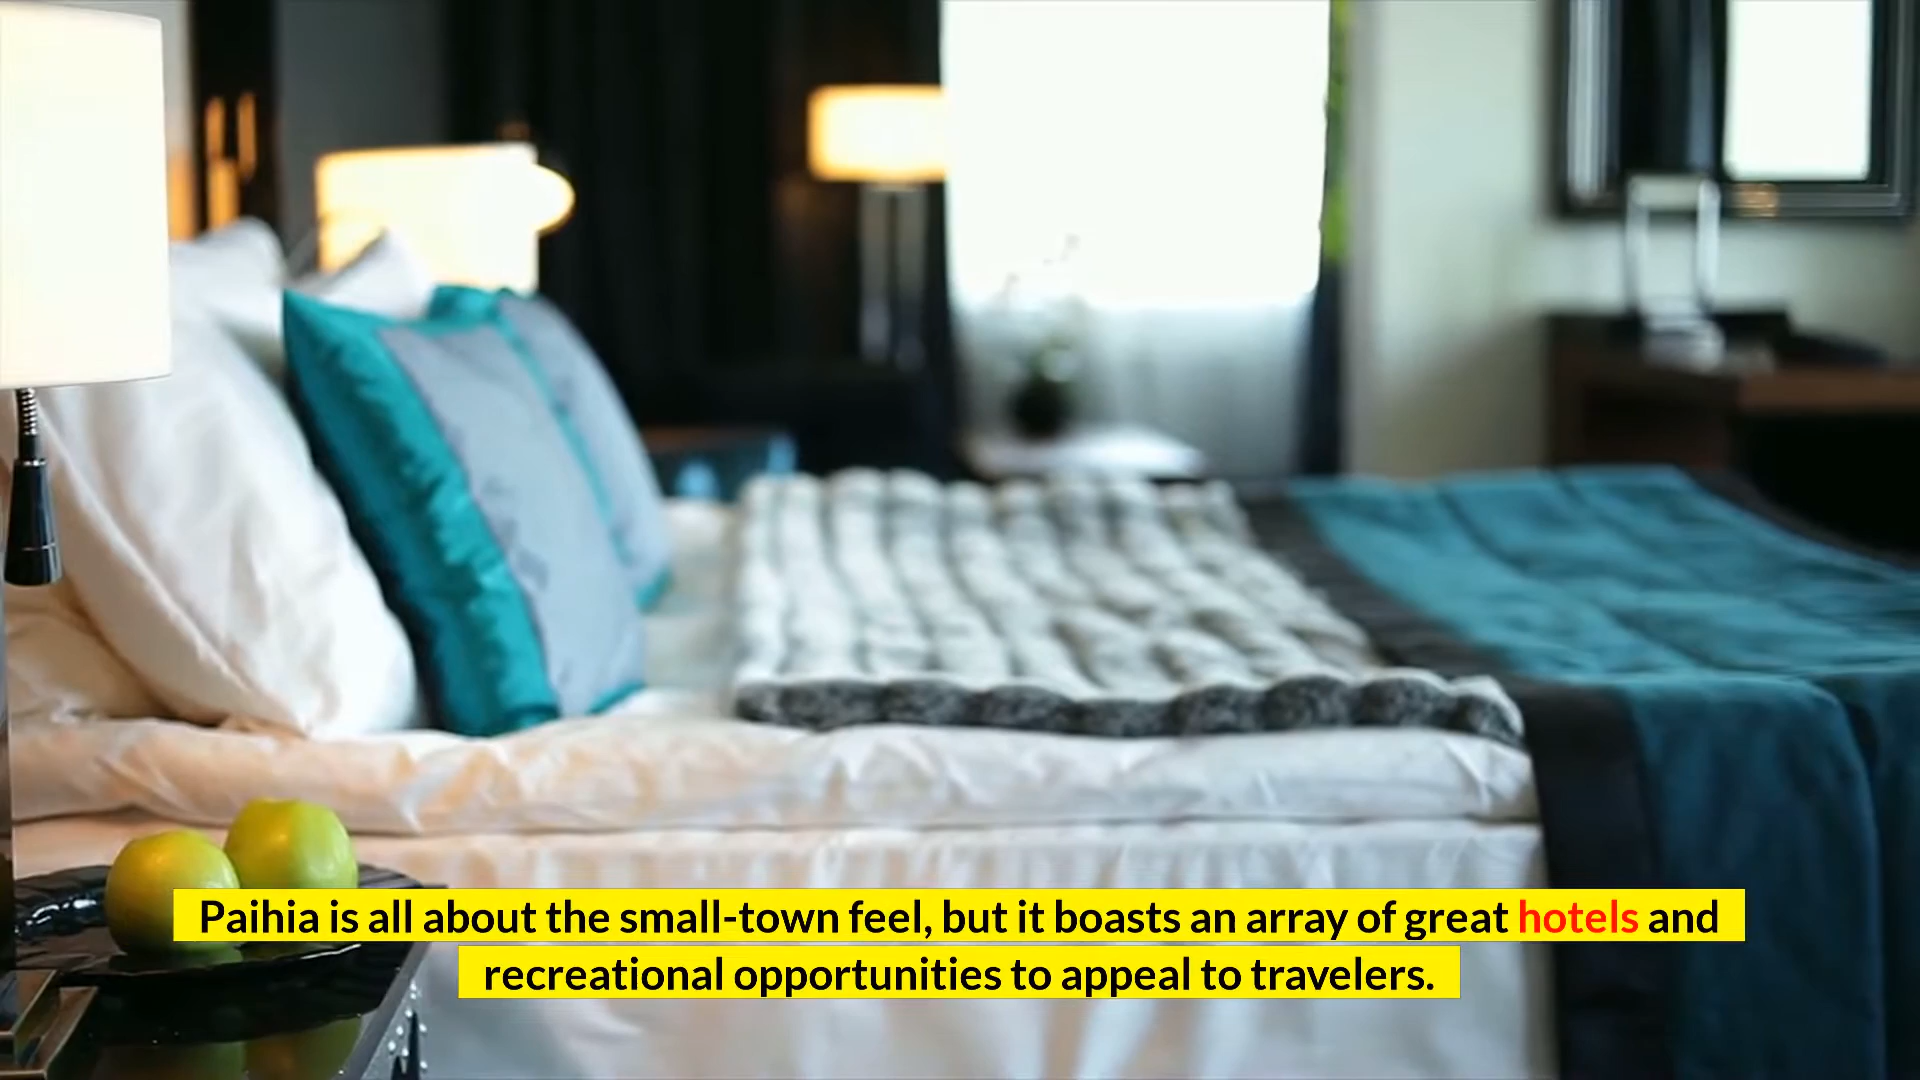 Paihia is all about the small-town feel, but it boasts an array of great hotels and
recreational opportunities to appeal to travelers.